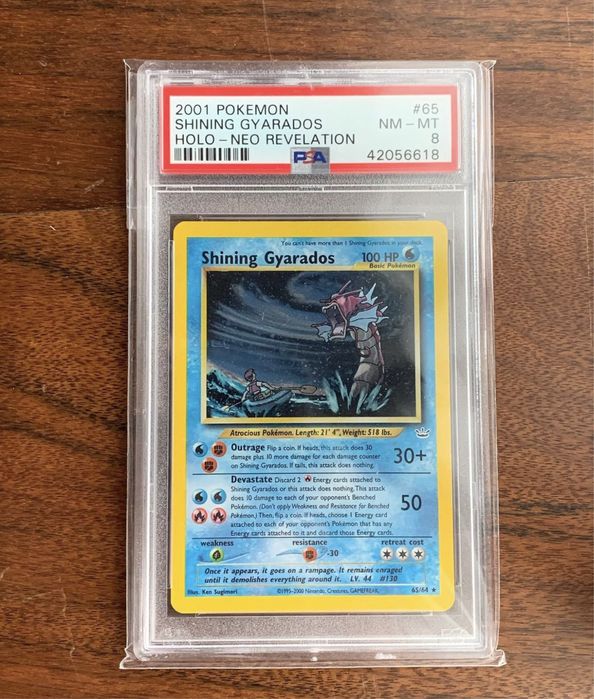 2001 POKEMON #65
SHINING GYARADOS NM - MT
HOLO - NEO REVELATION 8
PSA 42056618
You can't have more than 1 Shining Gyarados in your deck.
Shining Gyarados 100 HP
Basic Pokémon
Atrocious Pokémon. Length: 21' 4", Weight: 518 lbs.
Outrage Flip a coin. If heads, this attack does 30
damage plus 10 more damage for each damage counter
on Shining Gyarados. If tails, this attack does nothing.
30+
Devastate Discard 2 Energy cards attached to
Shining Gyarados or this attack does nothing. This attack
does 10 damage to each of your opponent's Benched
Pokémon. (Don't apply Weakness and Resistance for Benched
Pokémon.) Then, flip a coin. If heads, choose 1 Energy card
attached to each of your opponent's Pokémon that has any
Energy cards attached to it and discard those Energy cards.
50
weakness resistance retreat cost
-30
Once it appears, it goes on a rampage. It remains enraged
until it demolishes everything around it. LV. 44 #130
Illus. Ken Sugimori ©1995-2000 Nintendo, Creatures, GAMEFREAK. 65/64 ★